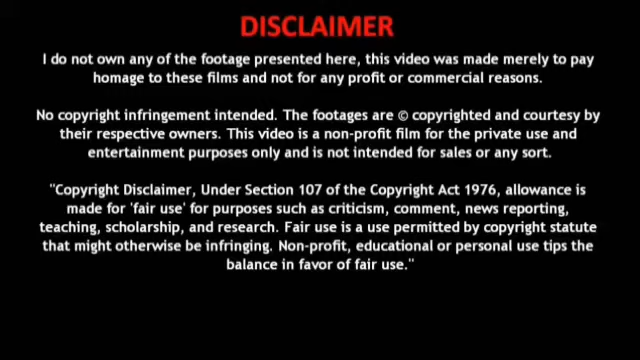 DISCLAIMER
I do not own any of the footage presented here, this video was made merely to pay
homage to these films and not for any profit or commercial reasons.
No copyright infringement intended. The footages are © copyrighted and courtesy by
their respective owners. This video is a non-profit film for the private use and
entertainment purposes only and is not intended for sales or any sort.
"Copyright Disclaimer, Under Section 107 of the Copyright Act 1976, allowance is
made for 'fair use' for purposes such as criticism, comment, news reporting,
teaching, scholarship, and research. Fair use is a use permitted by copyright statute
that might otherwise be infringing. Non-profit, educational or personal use tips the
balance in favor of fair use."